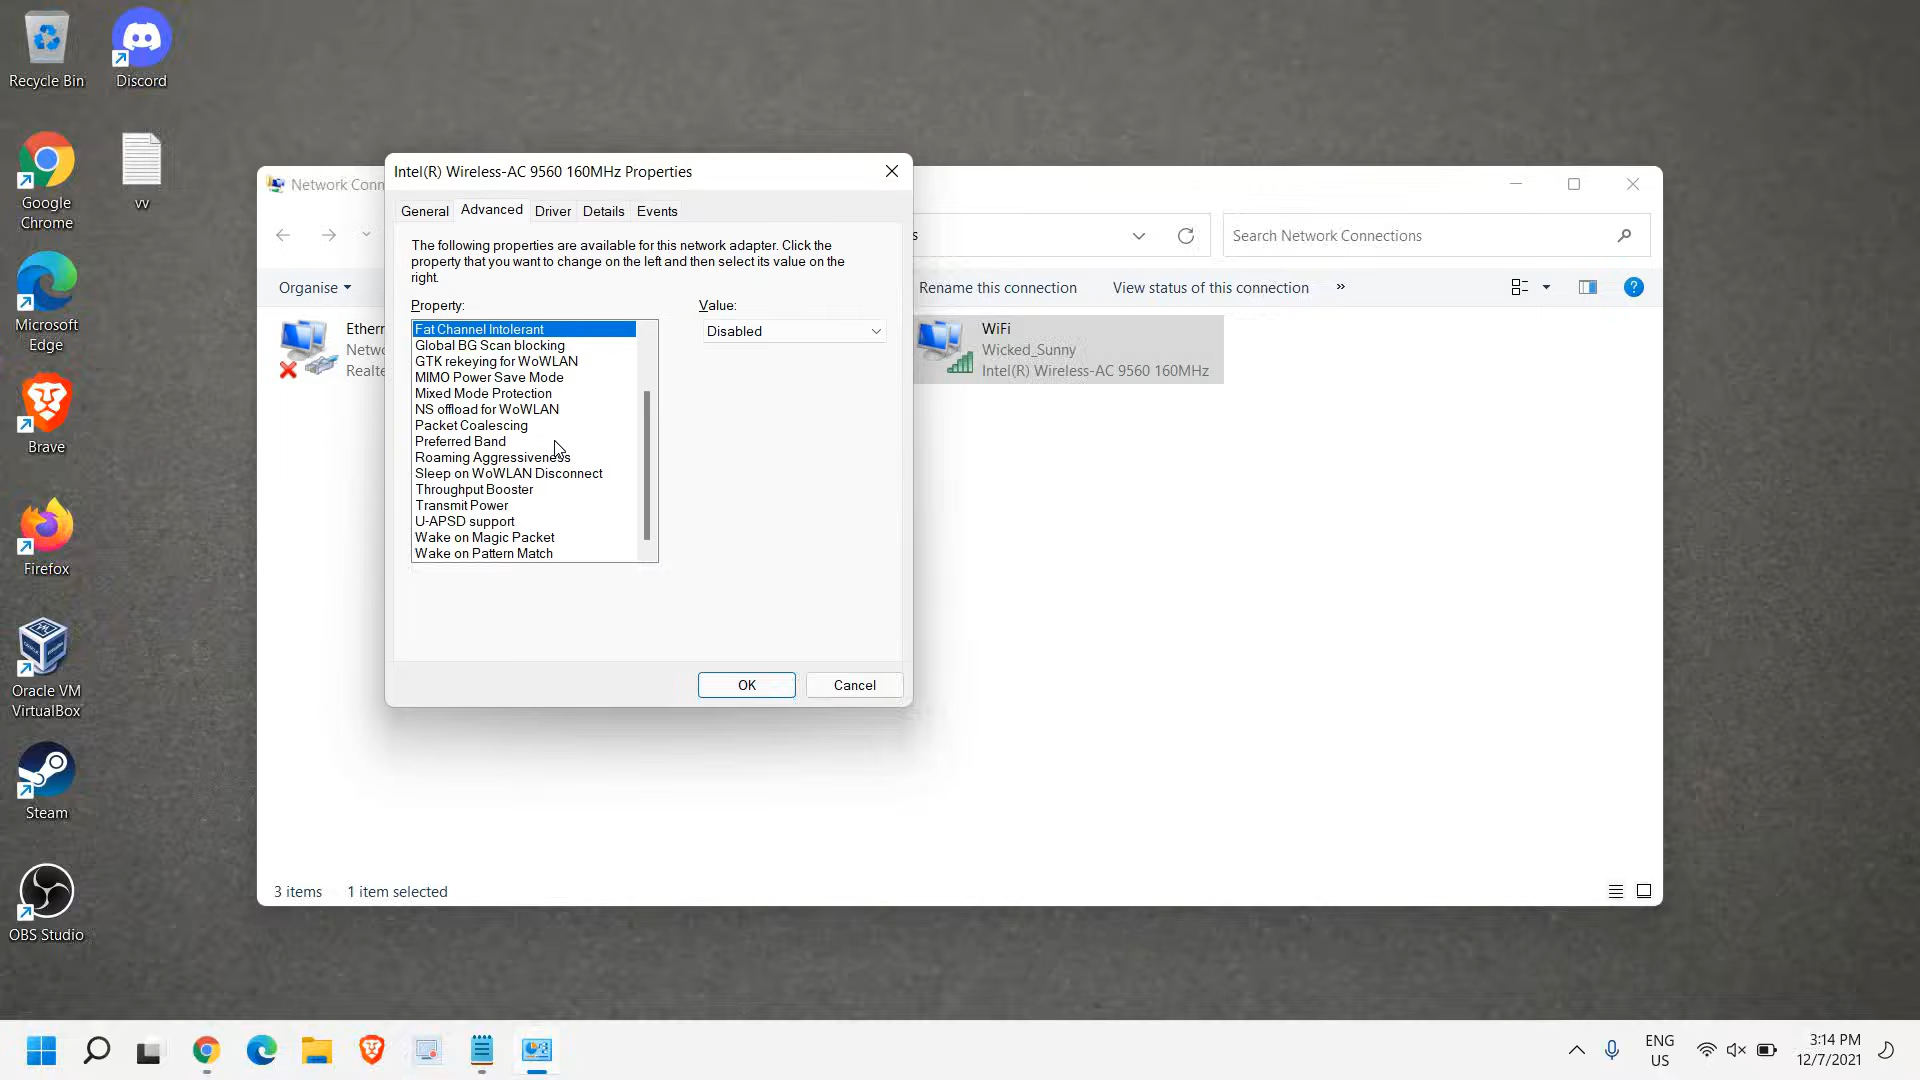 Recycle Bin
Discord
Google
Chrome
vv
Microsoft
Edge
Brave
Firefox
Oracle VM
VirtualBox
Steam
OBS Studio
Network Conn
Intel(R) Wireless-AC 9560 160MHz Properties
General
Advanced
Driver
Details
Events
The following properties are available for this network adapter. Click the
property that you want to change on the left and then select its value on the
right.
Property:
Value:
Fat Channel Intolerant
Global BG Scan blocking
GTK rekeying for WoWLAN
MIMO Power Save Mode
Mixed Mode Protection
NS offload for WoWLAN
Packet Coalescing
Preferred Band
Roaming Aggressiveness
Sleep on WoWLAN Disconnect
Throughput Booster
Transmit Power
U-APSD support
Wake on Magic Packet
Wake on Pattern Match
Disabled
OK
Cancel
s
Search Network Connections
Organise
Rename this connection
View status of this connection
»
Ethern
Netwo
Realte
WiFi
Wicked_Sunny
Intel(R) Wireless-AC 9560 160MHz
3 items
1 item selected
ENG
US
3:14 PM
12/7/2021